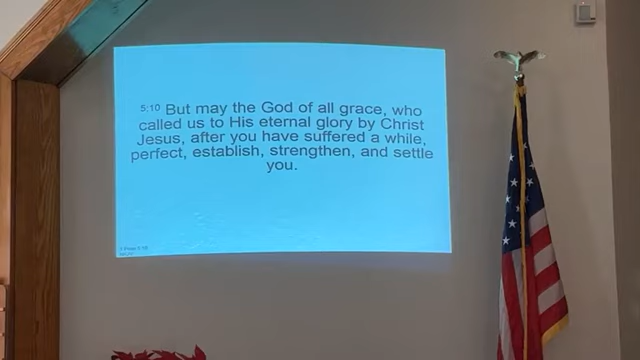 5:10 But may the God of all grace, who
called us to His eternal glory by Christ
Jesus, after you have suffered a while,
perfect, establish, strengthen, and settle
you.